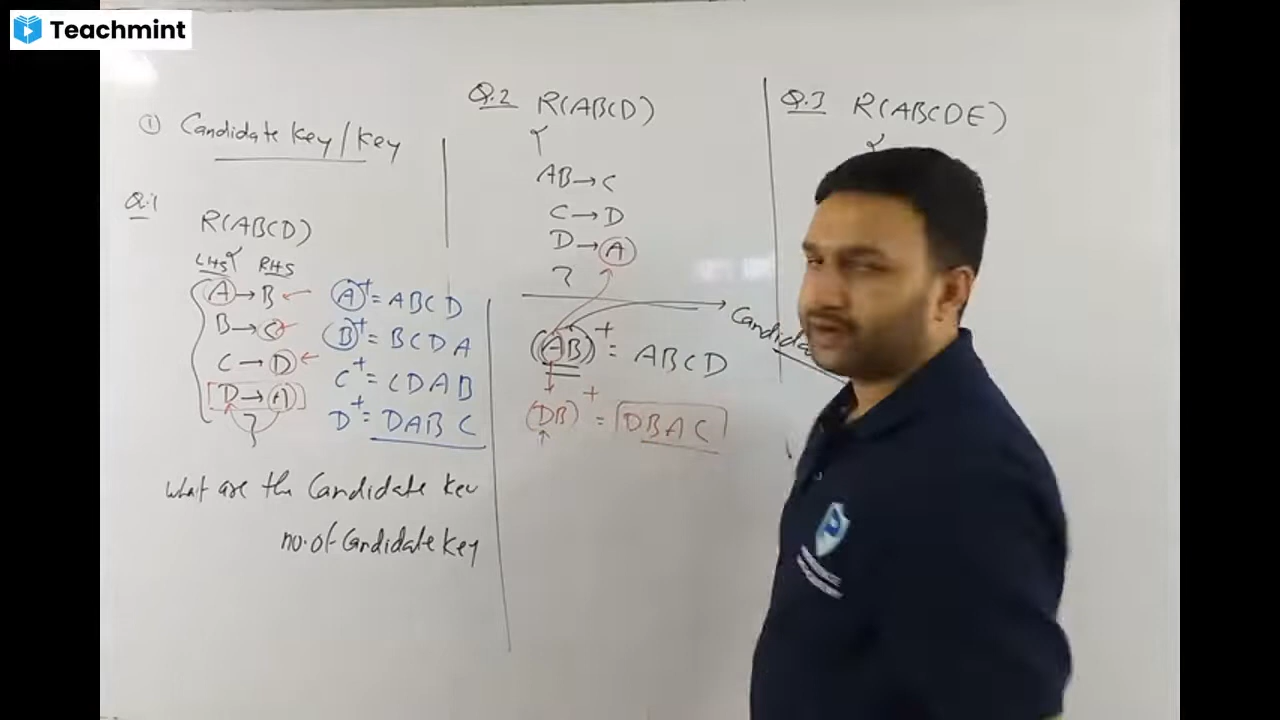 Teachmint
① Candidate Key/Key
Q.1
R(ABCD)
LHS { RHS
A→B
B→C
C→D
D→A
}
A⁺ = ABCD
B⁺ = BCDA
C⁺ = CDAB
D⁺ = DABC
What are the Candidate Key
no. of Candidate Key
Q.2 R(ABCD)
{
AB→C
C→D
D→A
}
(AB)⁺ = ABCD
(DB)⁺ = DBAC
Q.3 R(ABCDE)
{